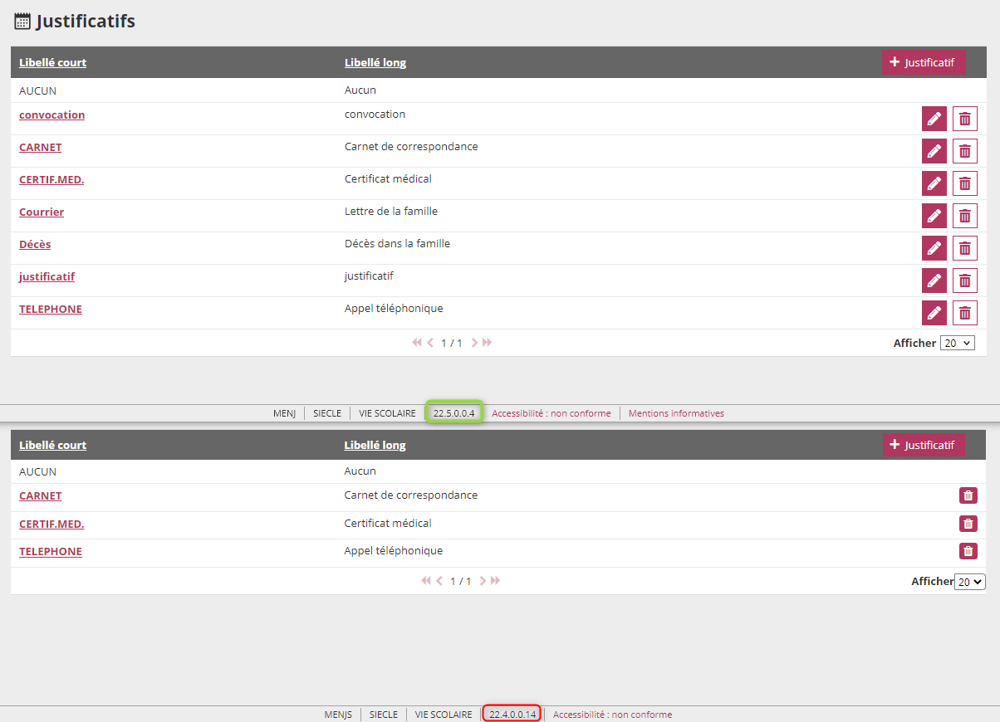 Justificatifs
Libellé court Libellé long + Justificatif
AUCUN Aucun
convocation convocation
CARNET Carnet de correspondance
CERTIF.MED. Certificat médical
Courrier Lettre de la famille
Décès Décès dans la famille
justificatif justificatif
TELEPHONE Appel téléphonique
1 / 1 Afficher 20
MENJ SIECLE VIE SCOLAIRE 22.5.0.0.4 Accessibilité : non conforme Mentions informatives
Libellé court Libellé long + Justificatif
AUCUN Aucun
CARNET Carnet de correspondance
CERTIF.MED. Certificat médical
TELEPHONE Appel téléphonique
1 / 1 Afficher 20
MENJS SIECLE VIE SCOLAIRE 22.4.0.0.14 Accessibilité : non conforme